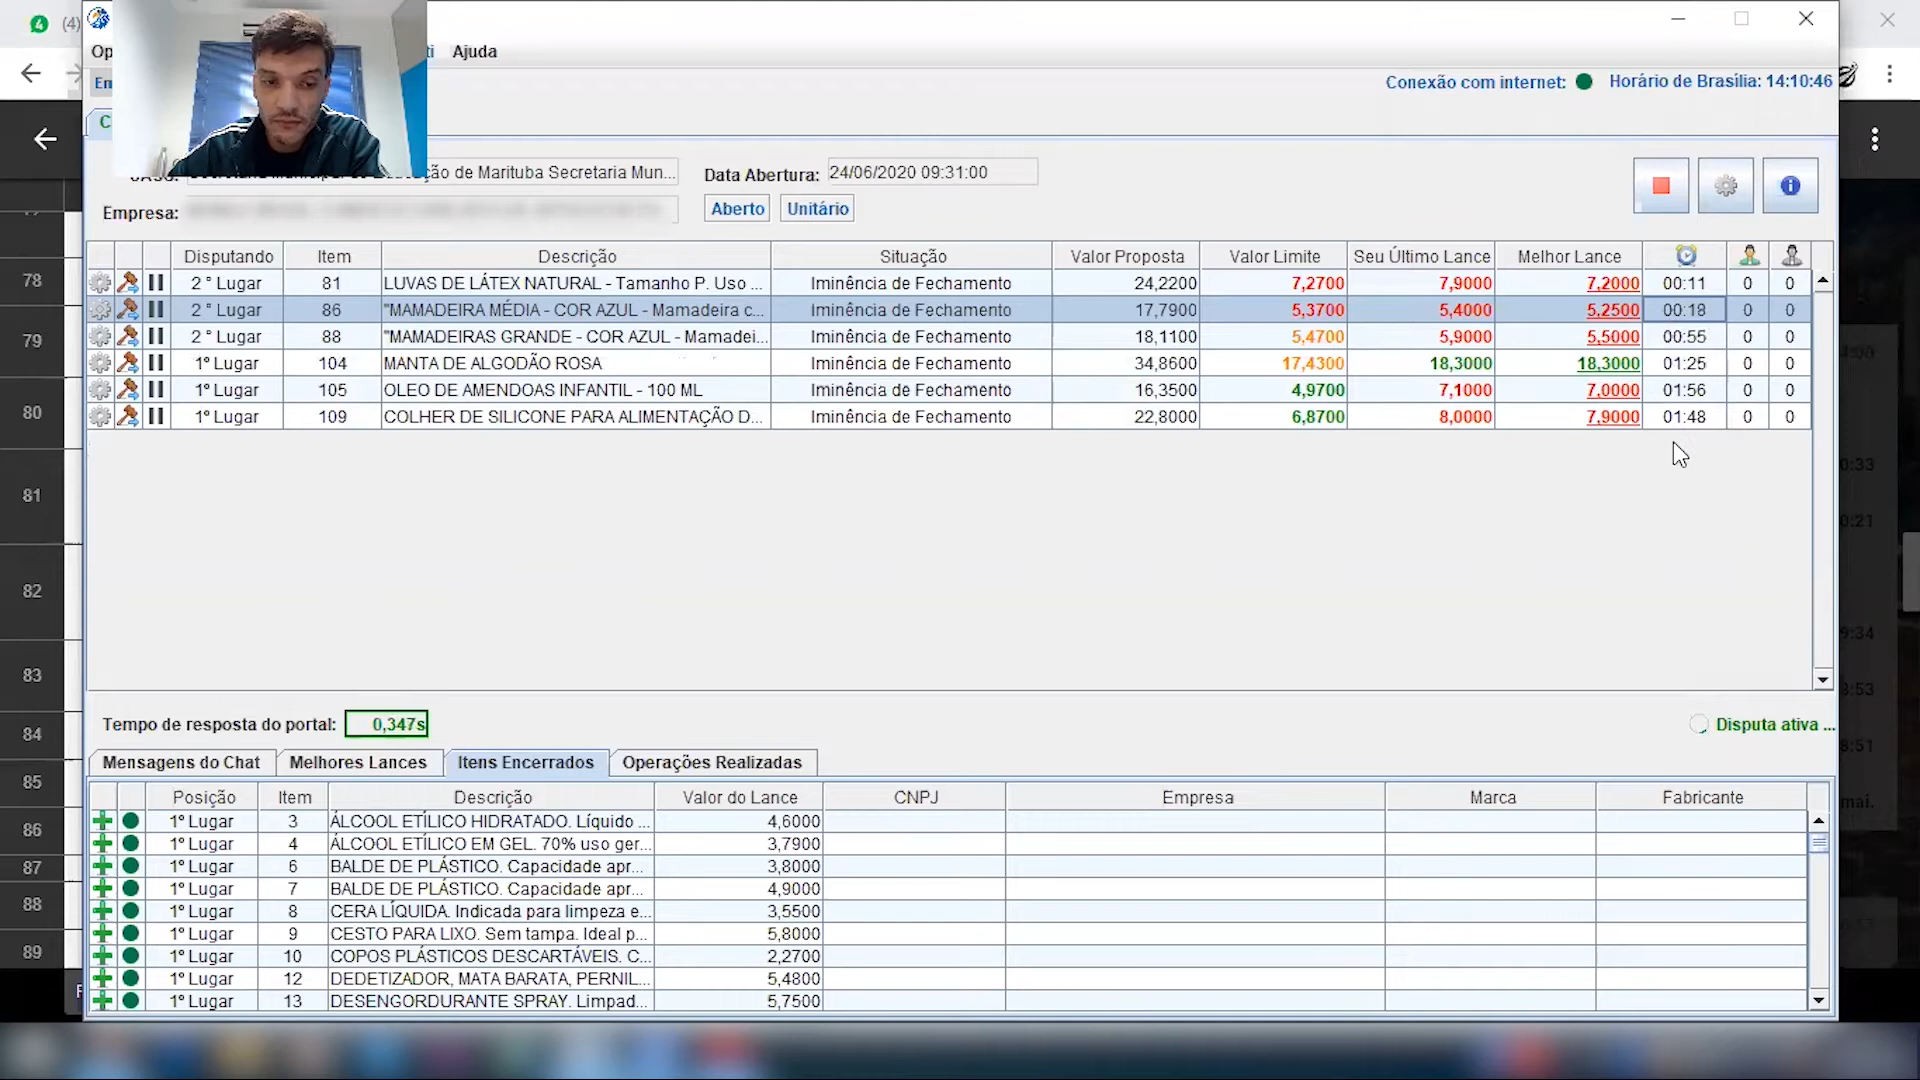 (4)
Op
ti Ajuda
Em
Conexão com internet: Horário de Brasília: 14:10:46
C
UASG: ção de Marituba Secretaria Mun... Data Abertura: 24/06/2020 09:31:00
Empresa: Aberto Unitário
Disputando Item Descrição Situação Valor Proposta Valor Limite Seu Último Lance Melhor Lance
2 º Lugar 81 LUVAS DE LÁTEX NATURAL - Tamanho P. Uso ... Iminência de Fechamento 24,2200 7,2700 7,9000 7,2000 00:11 0 0
2 º Lugar 86 "MAMADEIRA MÉDIA - COR AZUL - Mamadeira c... Iminência de Fechamento 17,7900 5,3700 5,4000 5,2500 00:18 0 0
2 º Lugar 88 "MAMADEIRAS GRANDE - COR AZUL - Mamadei... Iminência de Fechamento 18,1100 5,4700 5,9000 5,5000 00:55 0 0
1º Lugar 104 MANTA DE ALGODÃO ROSA Iminência de Fechamento 34,8600 17,4300 18,3000 18,3000 01:25 0 0
1º Lugar 105 OLEO DE AMENDOAS INFANTIL - 100 ML Iminência de Fechamento 16,3500 4,9700 7,1000 7,0000 01:56 0 0
1º Lugar 109 COLHER DE SILICONE PARA ALIMENTAÇÃO D... Iminência de Fechamento 22,8000 6,8700 8,0000 7,9000 01:48 0 0
78
79
80
81
82
83
84
85
86
87
88
89
Tempo de resposta do portal: 0,347s Disputa ativa ...
Mensagens do Chat Melhores Lances Itens Encerrados Operações Realizadas
Posição Item Descrição Valor do Lance CNPJ Empresa Marca Fabricante
1º Lugar 3 ÁLCOOL ETÍLICO HIDRATADO. Líquido ... 4,6000
1º Lugar 4 ÁLCOOL ETÍLICO EM GEL. 70% uso ger... 3,7900
1º Lugar 6 BALDE DE PLÁSTICO. Capacidade apr... 3,8000
1º Lugar 7 BALDE DE PLÁSTICO. Capacidade apr... 4,9000
1º Lugar 8 CERA LÍQUIDA. Indicada para limpeza e... 3,5500
1º Lugar 9 CESTO PARA LIXO. Sem tampa. Ideal p... 5,8000
1º Lugar 10 COPOS PLÁSTICOS DESCARTÁVEIS. C... 2,2700
1º Lugar 12 DEDETIZADOR, MATA BARATA, PERNIL... 5,4800
1º Lugar 13 DESENGORDURANTE SPRAY. Limpad... 5,7500